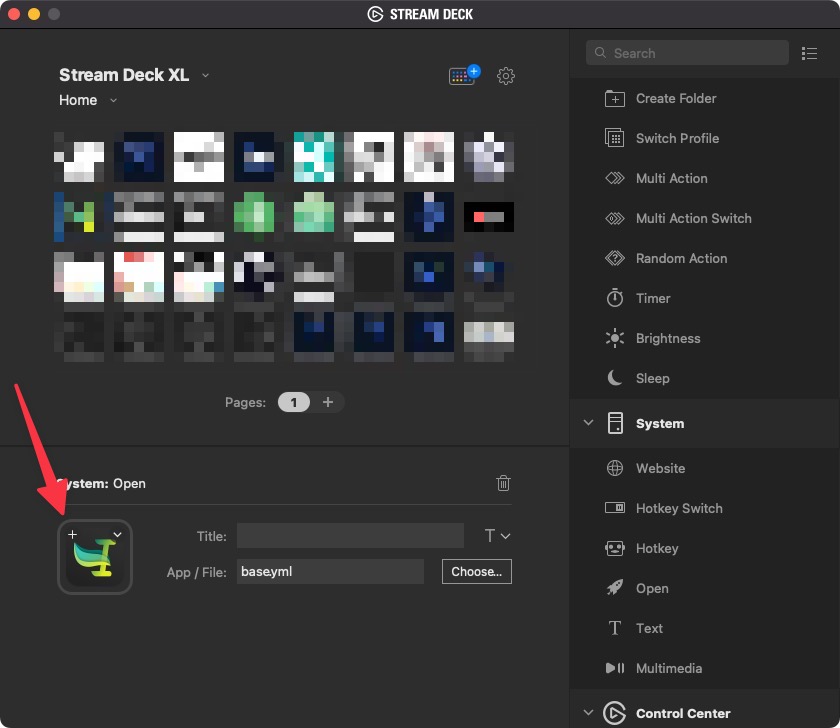 STREAM DECK
Stream Deck XL
Home
Search
Create Folder
Switch Profile
Multi Action
Multi Action Switch
Random Action
Timer
Brightness
Sleep
Pages: 1 +
System
System: Open
Website
Hotkey Switch
Title:
T
Hotkey
App / File: base.yml Choose...
Open
Text
Multimedia
Control Center